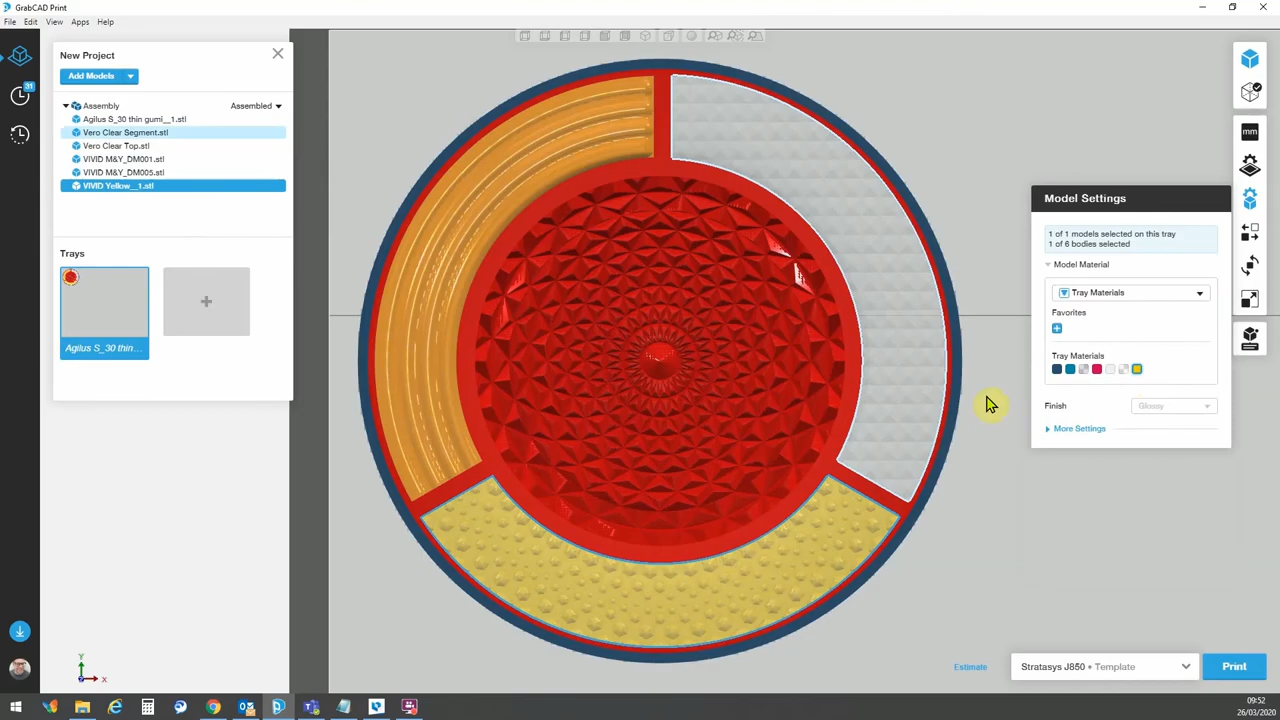 GrabCAD Print
File Edit View Apps Help
31
New Project
Add Models
Assembly
Assembled
Agilus S_30 thin gumi__1.stl
Vero Clear Segment.stl
Vero Clear Top.stl
VIVID M&Y_DM001.stl
VIVID M&Y_DM005.stl
VIVID Yellow__1.stl
Trays
+
Agilus S_30 thin...
mm
Model Settings
1 of 1 models selected on this tray
1 of 6 bodies selected
Model Material
Tray Materials
Favorites
Tray Materials
Finish
Glossy
More Settings
Y
X
Estimate
Stratasys J850 • Template
Print
09:52
26/03/2020